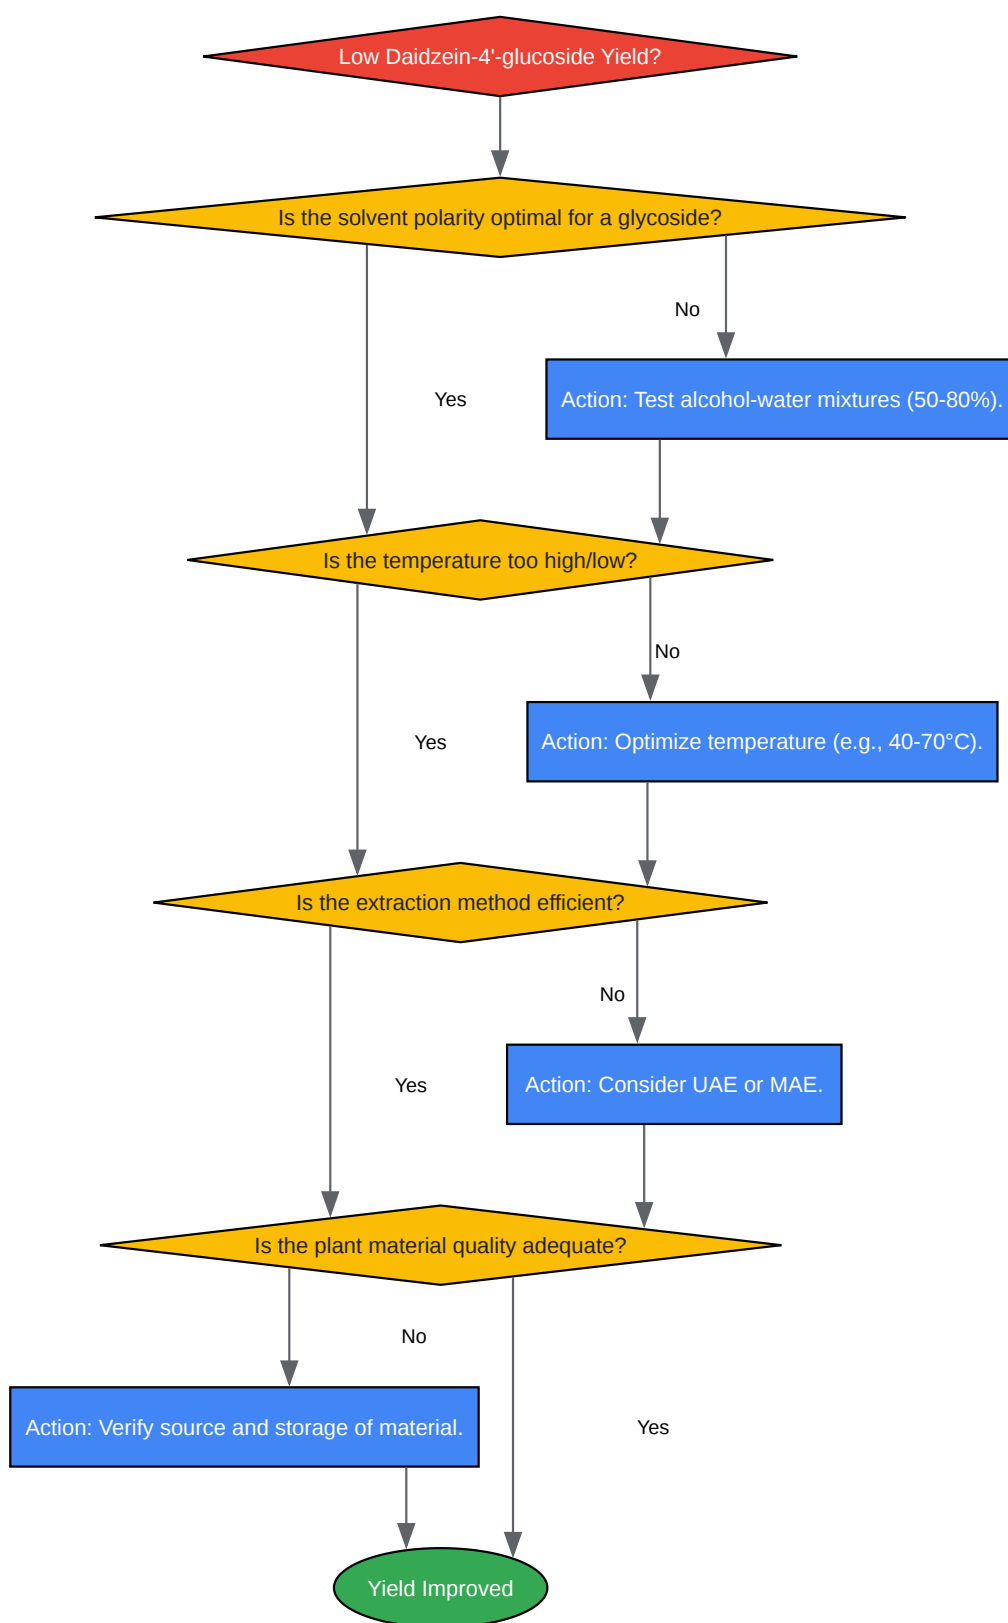 Low Daidzein-4'-glucoside Yield?
Is the solvent polarity optimal for a glycoside?
No
Yes
Action: Test alcohol-water mixtures (50-80%).
Is the temperature too high/low?
No
Yes
Action: Optimize temperature (e.g., 40-70°C).
Is the extraction method efficient?
No
Yes
Action: Consider UAE or MAE.
Is the plant material quality adequate?
No
Action: Verify source and storage of material.
Yes
Yield Improved